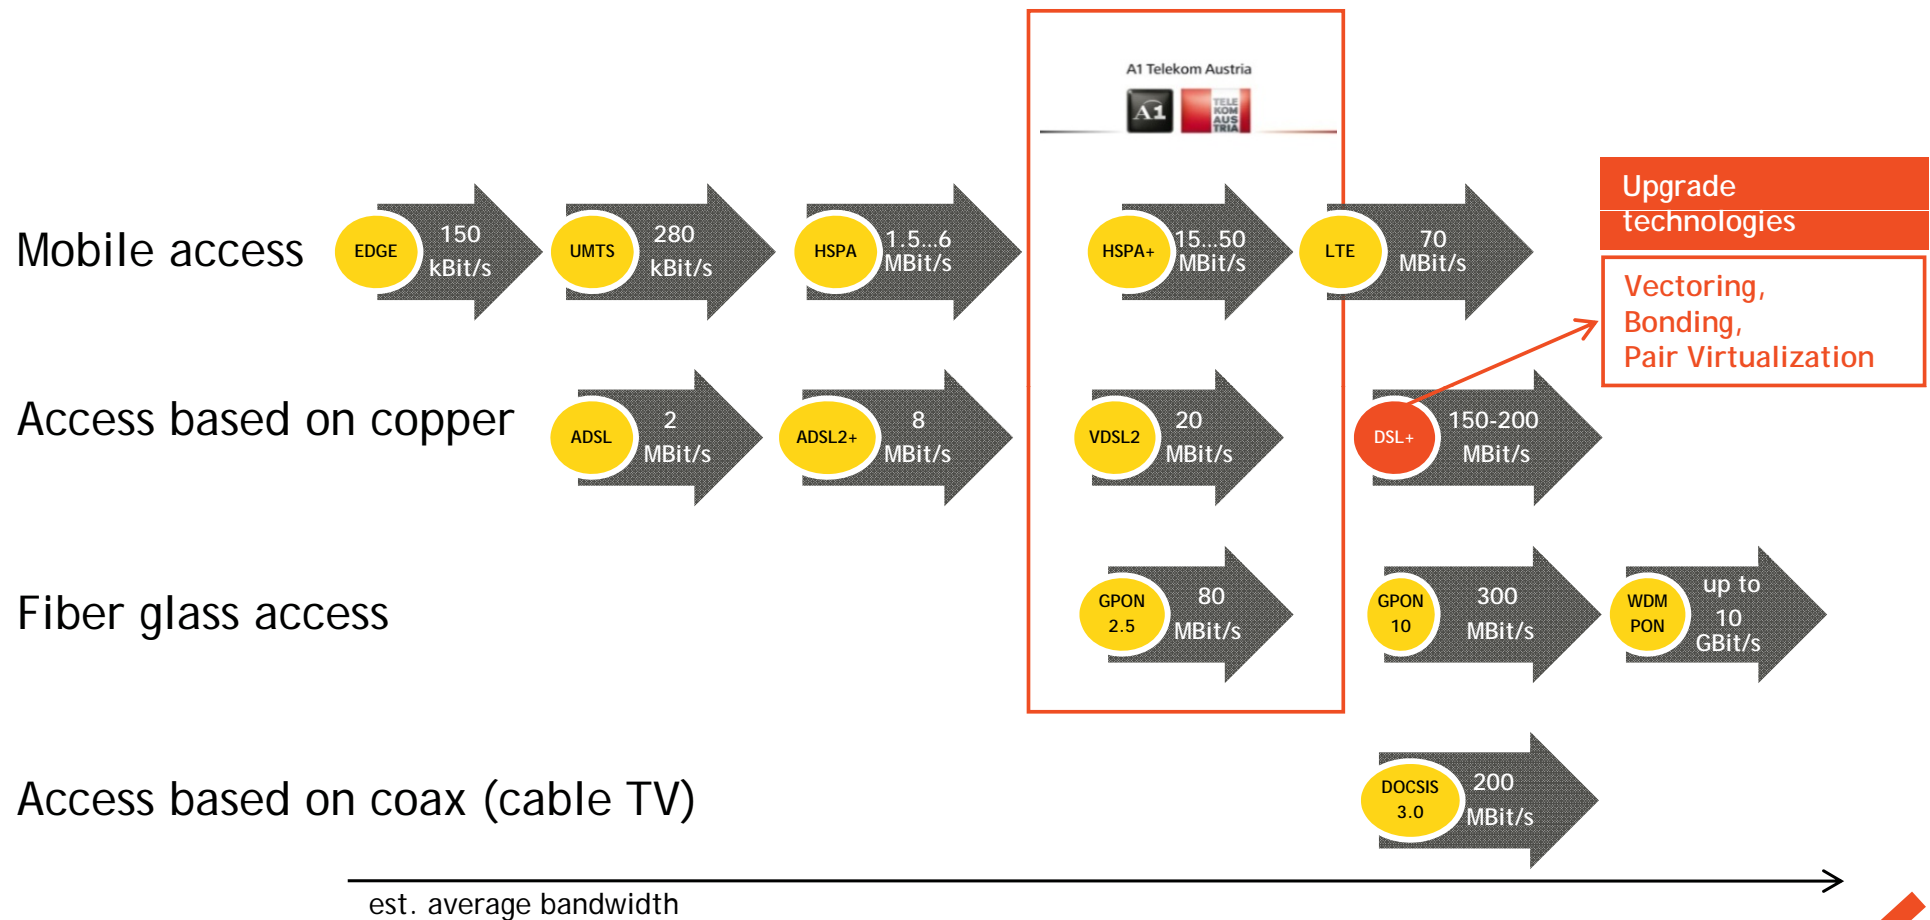 A1 Telekom Austria
A1
TELE
KOM
AUS
TRIA
Upgrade
technologies
Mobile access
EDGE
150
kBit/s
UMTS
280
kBit/s
HSPA
1.5...6
MBit/s
HSPA+
15...50
MBit/s
LTE
70
MBit/s
Vectoring,
Bonding,
Pair Virtualization
Access based on copper
ADSL
2
MBit/s
ADSL2+
8
MBit/s
VDSL2
20
MBit/s
DSL+
150-200
MBit/s
Fiber glass access
GPON
2.5
80
MBit/s
GPON
10
300
MBit/s
WDM
PON
up to
10
GBit/s
Access based on coax (cable TV)
DOCSIS
3.0
200
MBit/s
est. average bandwidth